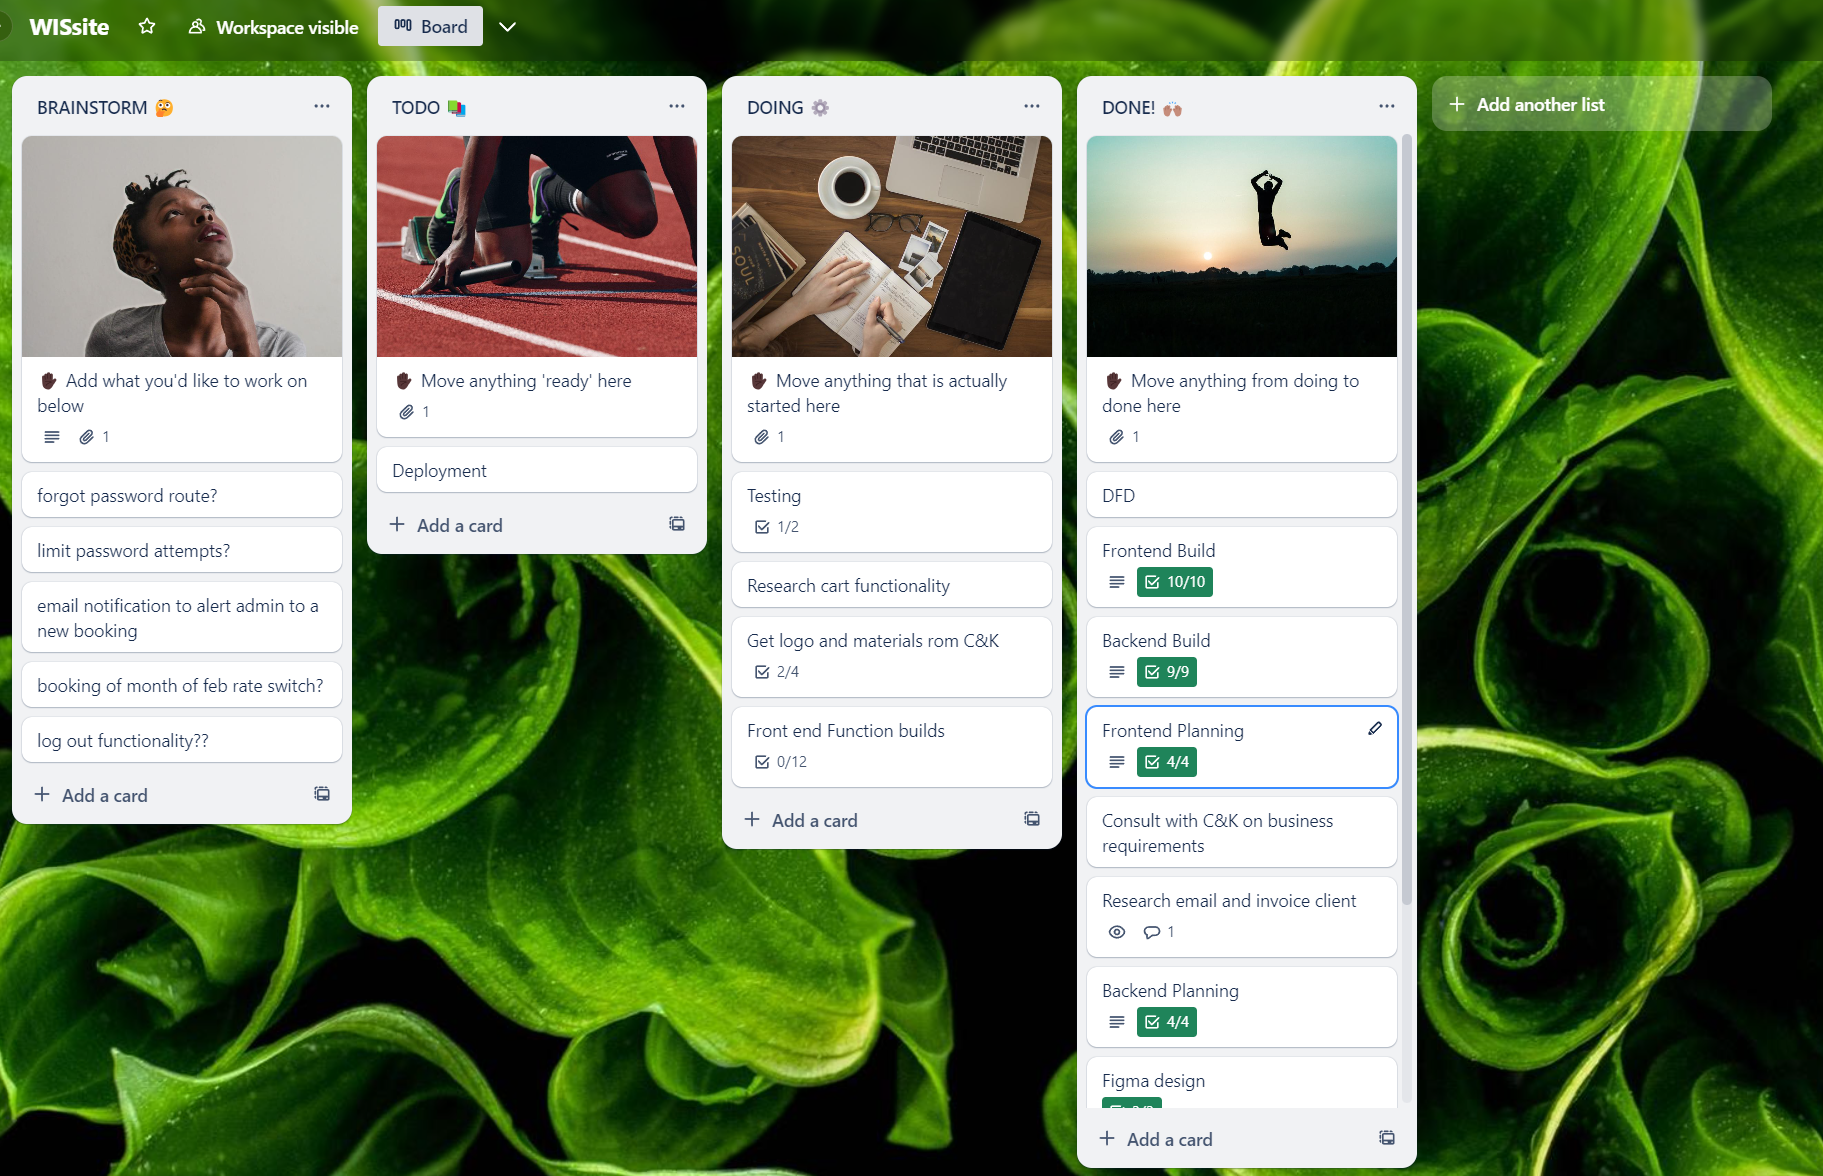 WISsite
Workspace visible
Board
BRAINSTORM 🤔
Add what you'd like to work on
below
1
forgot password route?
limit password attempts?
email notification to alert admin to a
new booking
booking of month of feb rate switch?
log out functionality??
+ Add a card
TODO
Move anything 'ready' here
1
Deployment
+ Add a card
DOING ⚙️
SOUL
Move anything that is actually
started here
1
Testing
1/2
Research cart functionality
Get logo and materials rom C&K
2/4
Front end Function builds
0/12
+ Add a card
DONE! 🙌🏽
Move anything from doing to
done here
1
DFD
Frontend Build
10/10
Backend Build
9/9
Frontend Planning
4/4
Consult with C&K on business
requirements
Research email and invoice client
1
Backend Planning
4/4
Figma design
+ Add a card
+ Add another list